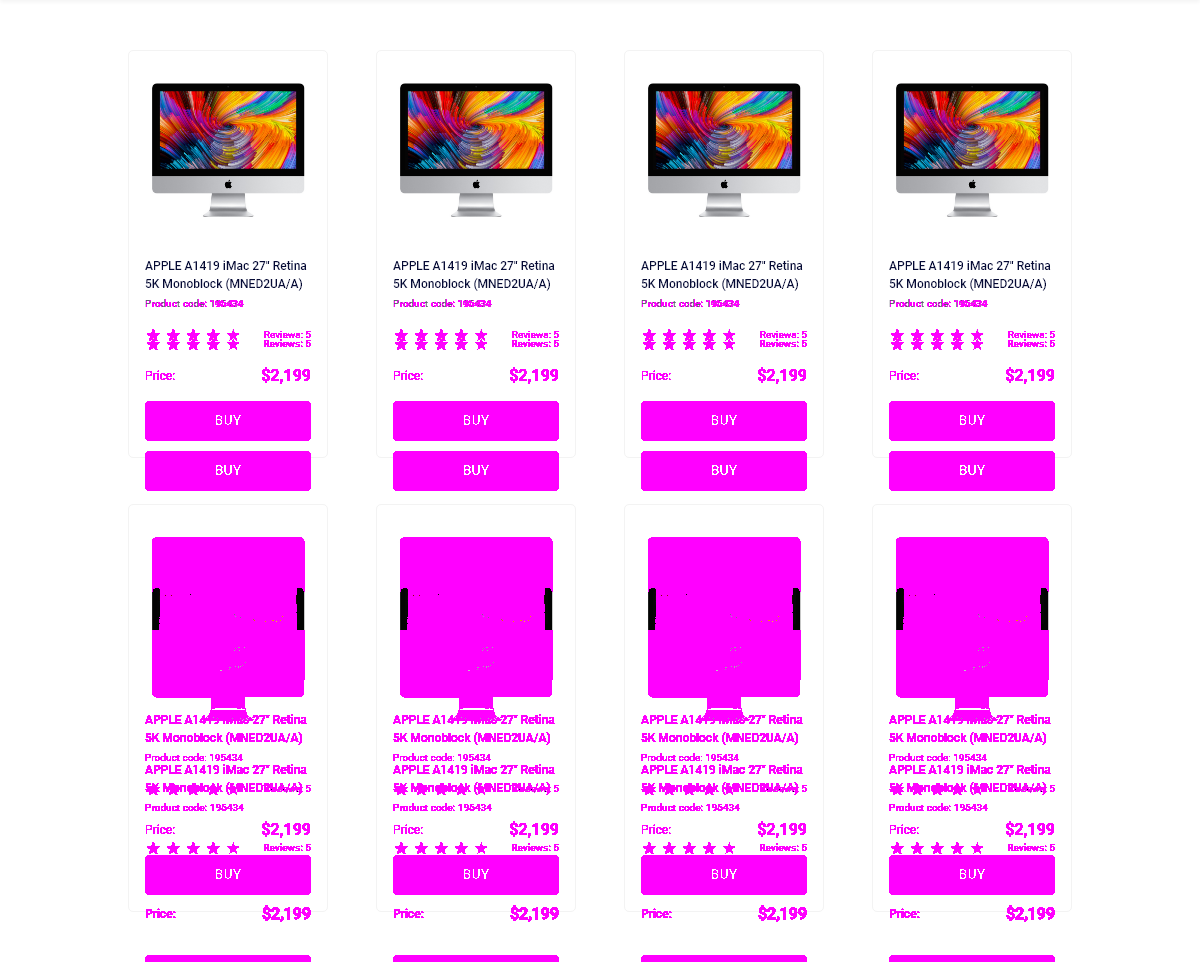 APPLE A1419 iMac 27" Retina APPLE A1419 iMac 27" Retina APPLE A1419 iMac 27" Retina APPLE A1419 iMac 27" Retina
5K Monoblock (MNED2UA/A) 5K Monoblock (MNED2UA/A) 5K Monoblock (MNED2UA/A) 5K Monoblock (MNED2UA/A)
Product code: 195434 Product code: 195434 Product code: 195434 Product code: 195434
Reviews: 5 Reviews: 5 Reviews: 5 Reviews: 5
Reviews: 5 Reviews: 5 Reviews: 5 Reviews: 5
Price: $2,199 Price: $2,199 Price: $2,199 Price: $2,199
BUY BUY BUY BUY
BUY BUY BUY BUY
APPLE A1419 iMac 27" Retina APPLE A1419 iMac 27" Retina APPLE A1419 iMac 27" Retina APPLE A1419 iMac 27" Retina
5K Monoblock (MNED2UA/A) 5K Monoblock (MNED2UA/A) 5K Monoblock (MNED2UA/A) 5K Monoblock (MNED2UA/A)
Product code: 195434 Product code: 195434 Product code: 195434 Product code: 195434
APPLE A1419 iMac 27" Retina APPLE A1419 iMac 27" Retina APPLE A1419 iMac 27" Retina APPLE A1419 iMac 27" Retina
5K Monoblock (MNED2UA/A) 5K Monoblock (MNED2UA/A) 5K Monoblock (MNED2UA/A) 5K Monoblock (MNED2UA/A)
Product code: 195434 Product code: 195434 Product code: 195434 Product code: 195434
Price: $2,199 Price: $2,199 Price: $2,199 Price: $2,199
Reviews: 5 Reviews: 5 Reviews: 5 Reviews: 5
BUY BUY BUY BUY
Price: $2,199 Price: $2,199 Price: $2,199 Price: $2,199